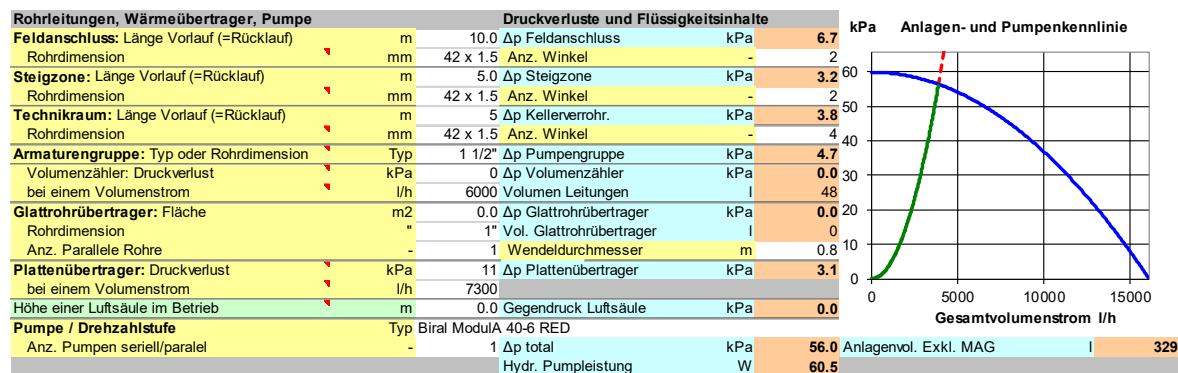 Rohrleitungen, Wärmeübertrager, Pumpe Druckverluste und Flüssigkeitsinhalte
Feldanschluss: Länge Vorlauf (=Rücklauf) m 10.0 Δp Feldanschluss kPa 6.7
Rohrdimension mm 42 x 1.5 Anz. Winkel - 2
Steigzone: Länge Vorlauf (=Rücklauf) m 5.0 Δp Steigzone kPa 3.2
Rohrdimension mm 42 x 1.5 Anz. Winkel - 2
Technikraum: Länge Vorlauf (=Rücklauf) m 5 Δp Kellerverrohr. kPa 3.8
Rohrdimension mm 42 x 1.5 Anz. Winkel - 4
Armaturengruppe: Typ oder Rohrdimension Typ 1 1/2" Δp Pumpengruppe kPa 4.7
Volumenzähler: Druckverlust kPa 0 Δp Volumenzähler kPa 0.0
bei einem Volumenstrom l/h 6000 Volumen Leitungen l 48
Glattrohrübertrager: Fläche m2 0.0 Δp Glattrohrübertrager kPa 0.0
Rohrdimension " 1" Vol. Glattrohrübertrager l 0
Anz. Parallele Rohre - 1 Wendeldurchmesser m 0.8
Plattenübertrager: Druckverlust kPa 11 Δp Plattenübertrager kPa 3.1
bei einem Volumenstrom l/h 7300
Höhe einer Luftsäule im Betrieb m 0.0 Gegendruck Luftsäule kPa 0.0
Pumpe / Drehzahlstufe Typ Biral ModulA 40-6 RED
Anz. Pumpen seriell/paralel - 1 Δp total kPa 56.0 Anlagenvol. Exkl. MAG l 329
Hydr. Pumpleistung W 60.5
kPa Anlagen- und Pumpenkennlinie
60
50
40
30
20
10
0
0 5000 10000 15000
Gesamtvolumenstrom l/h